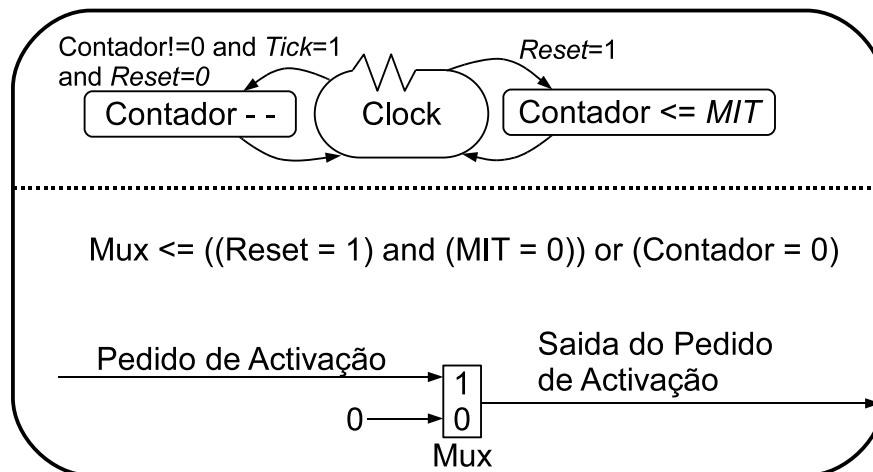 Contador!=0 and Tick=1
and Reset=0
Reset=1
Contador - -
Clock
Contador <= MIT
Mux <= ((Reset = 1) and (MIT = 0)) or (Contador = 0)
Pedido de Activação
Saida do Pedido
de Activação
1
0
0
Mux